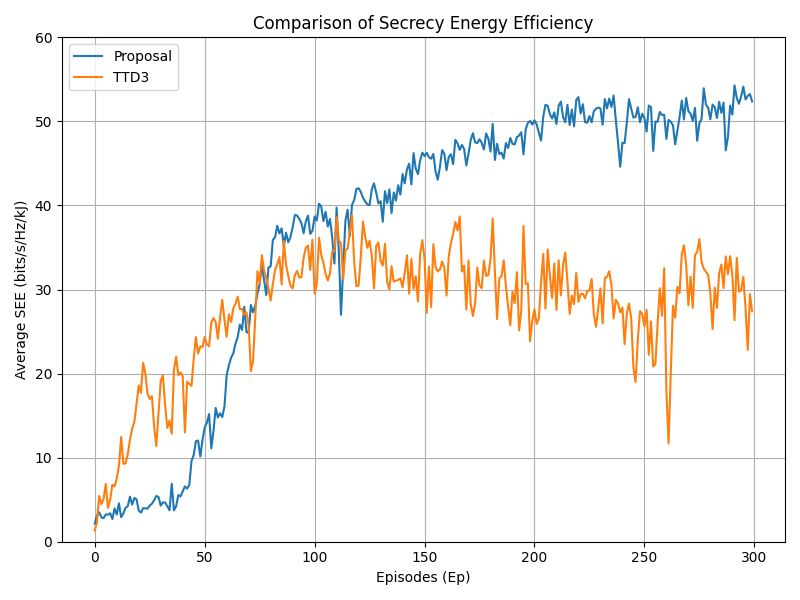 Comparison of Secrecy Energy Efficiency
Proposal
TTD3
Average SEE (bits/s/Hz/kJ)
60
50
40
30
20
10
0
0 50 100 150 200 250 300
Episodes (Ep)